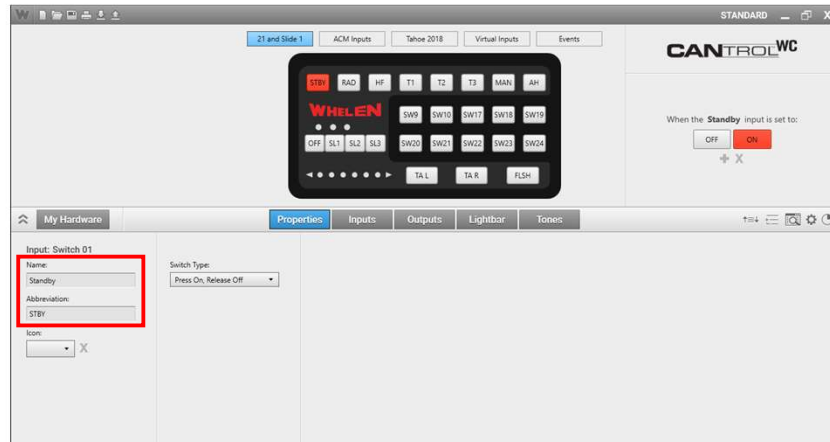 W
STANDARD
X
21 and Slide 1
ACM Inputs
Tahoe 2018
Virtual Inputs
Events
CANTROLWC
STBY RAD HF T1 T2 T3 MAN AH
WHELEN
SW9 SW10 SW17 SW18 SW19
OFF SL1 SL2 SL3 SW20 SW21 SW22 SW23 SW24
TA L TA R FLSH
When the Standby input is set to:
OFF ON
X
My Hardware
Properties Inputs Outputs Lightbar Tones
Input: Switch 01
Name:
Standby
Abbreviation:
STBY
Icon:
X
Switch Type:
Press On, Release Off